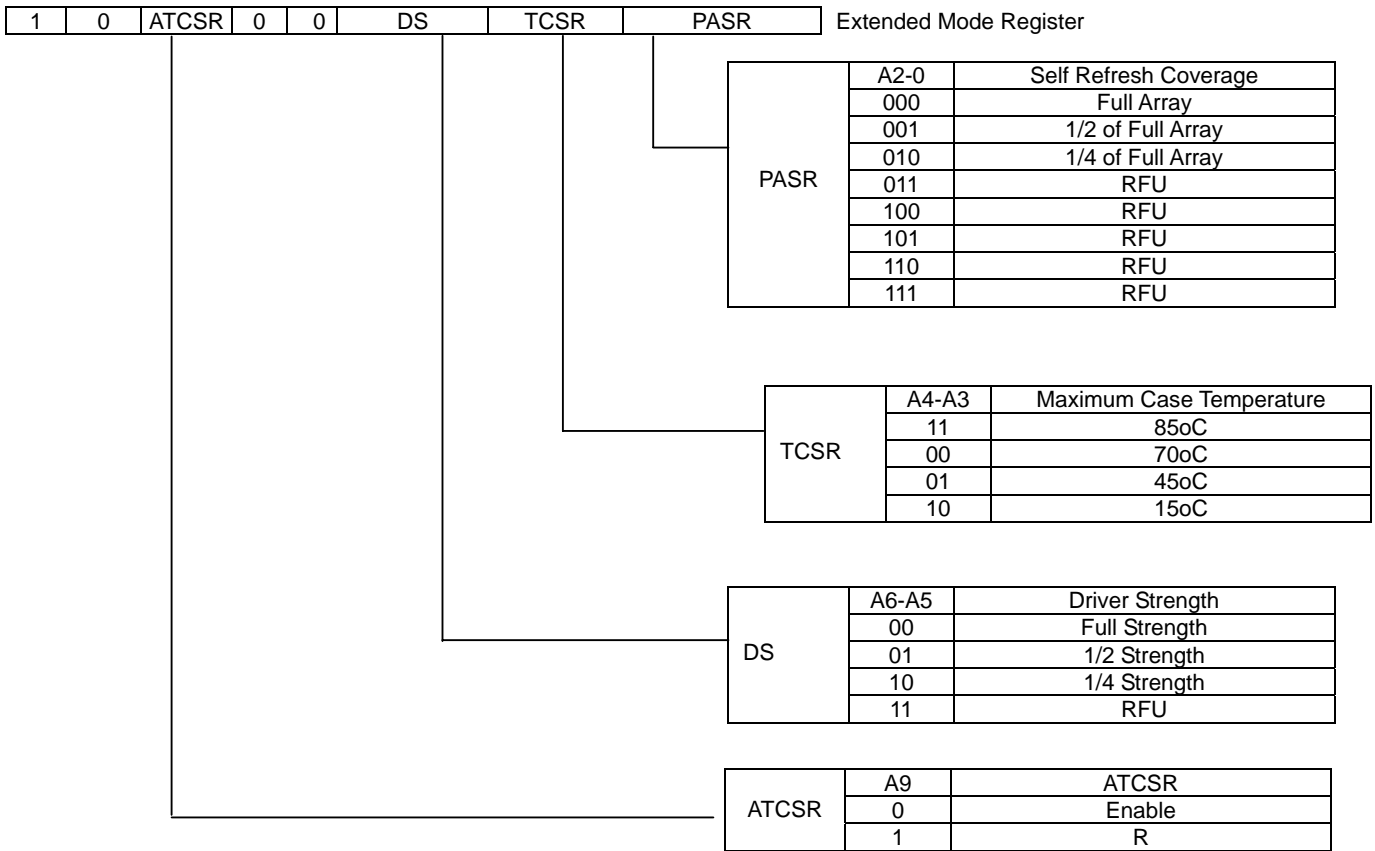 1 0 ATCSR 0 0 DS TCSR PASR Extended Mode Register
A2-0 Self Refresh Coverage
000 Full Array
001 1/2 of Full Array
010 1/4 of Full Array
PASR 011 RFU
100 RFU
101 RFU
110 RFU
111 RFU
A4-A3 Maximum Case Temperature
11 85oC
TCSR 00 70oC
01 45oC
10 15oC
A6-A5 Driver Strength
00 Full Strength
DS 01 1/2 Strength
10 1/4 Strength
11 RFU
A9 ATCSR
ATCSR 0 Enable
1 R